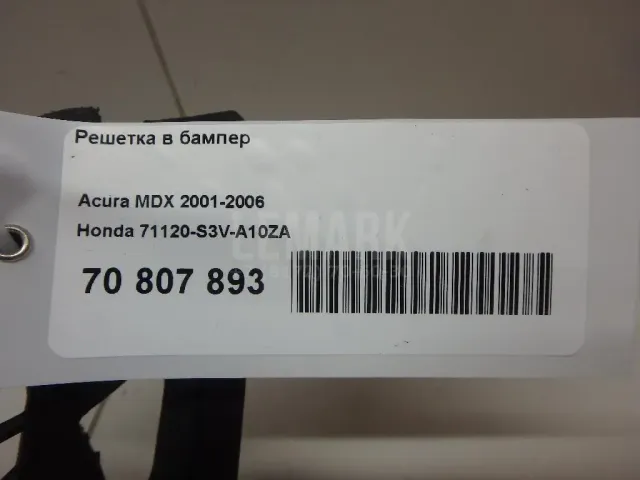 Решетка в бампер
Acura MDX 2001-2006
LEMARK
Honda 71120-S3V-A10ZA
70 807 893